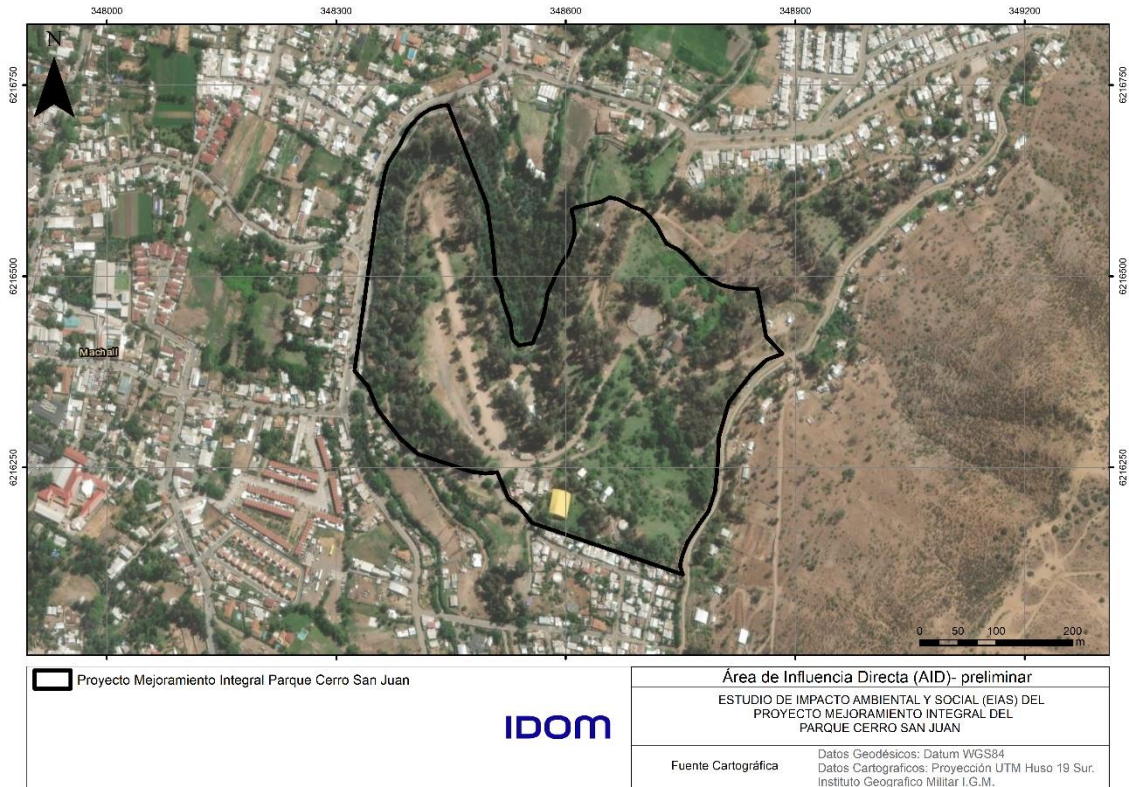 348000
348300
348600
348900
349200
N
6216750
6216750
6216500
6216500
Machalí
6216250
6216250
0 50 100 200
m
Proyecto Mejoramiento Integral Parque Cerro San Juan
IDOM
Área de Influencia Directa (AID)- preliminar
ESTUDIO DE IMPACTO AMBIENTAL Y SOCIAL (EIAS) DEL
PROYECTO MEJORAMIENTO INTEGRAL DEL
PARQUE CERRO SAN JUAN
Fuente Cartográfica
Datos Geodésicos: Datum WGS84
Datos Cartograficos: Proyección UTM Huso 19 Sur.
Instituto Geografico Militar I.G.M.